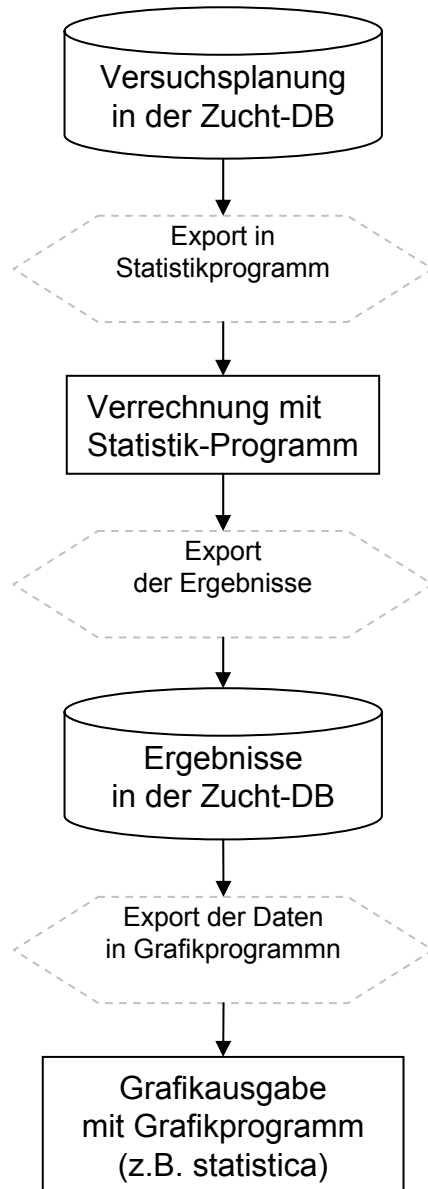 Versuchsplanung
in der Zucht-DB
Export in
Statistikprogramm
Verrechnung mit
Statistik-Programm
Export
der Ergebnisse
Ergebnisse
in der Zucht-DB
Export der Daten
in Grafikprogrammn
Grafikausgabe
mit Grafikprogramm
(z.B. statistica)